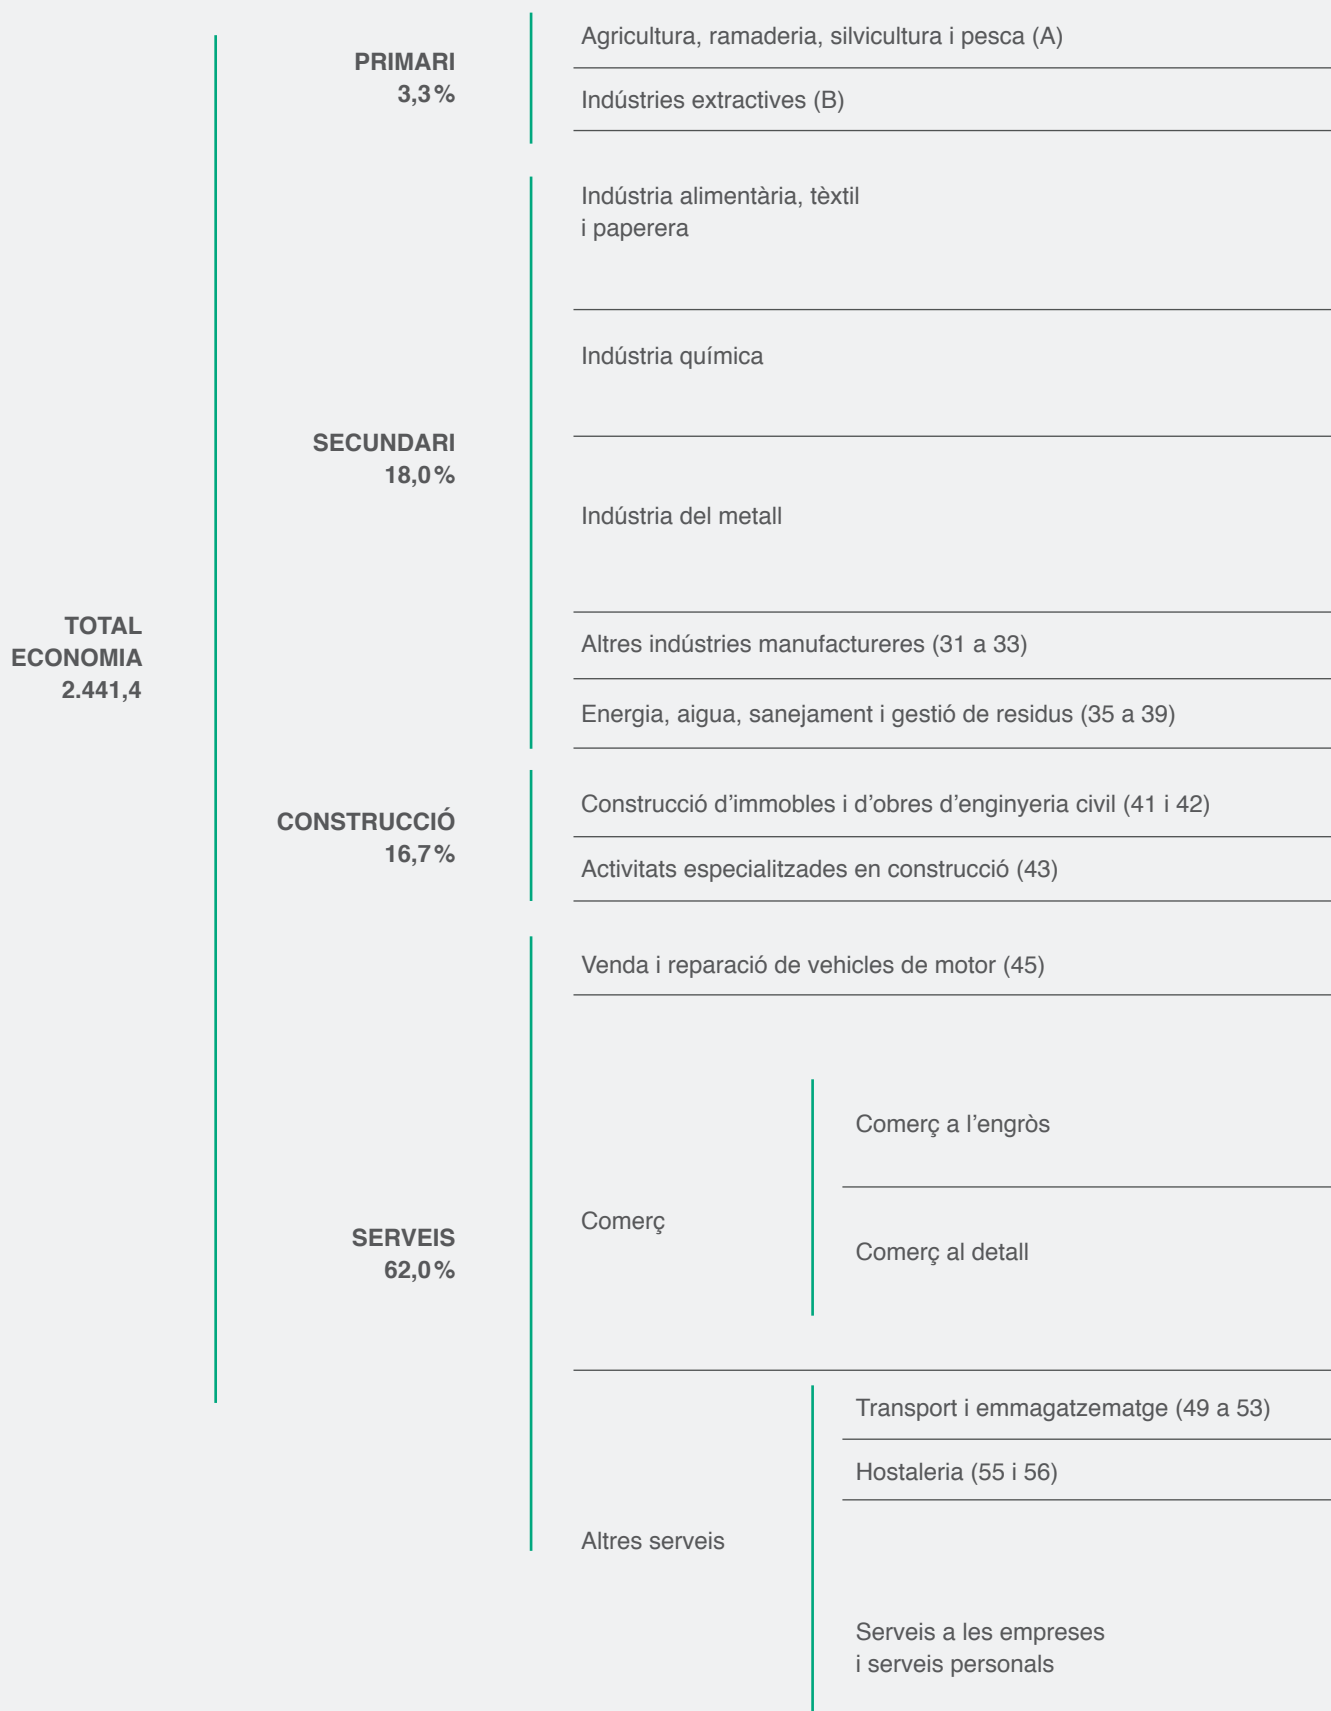 TOTAL
ECONOMIA
2.441,4
PRIMARI
3,3 %
Agricultura, ramaderia, silvicultura i pesca (A)
Indústries extractives (B)
SECUNDARI
18,0 %
Indústria alimentària, tèxtil
i paperera
Indústria química
Indústria del metall
Altres indústries manufactureres (31 a 33)
Energia, aigua, sanejament i gestió de residus (35 a 39)
CONSTRUCCIÓ
16,7 %
Construcció d’immobles i d’obres d’enginyeria civil (41 i 42)
Activitats especialitzades en construcció (43)
SERVEIS
62,0 %
Venda i reparació de vehicles de motor (45)
Comerç
Comerç a l’engròs
Comerç al detall
Altres serveis
Transport i emmagatzematge (49 a 53)
Hostaleria (55 i 56)
Serveis a les empreses
i serveis personals